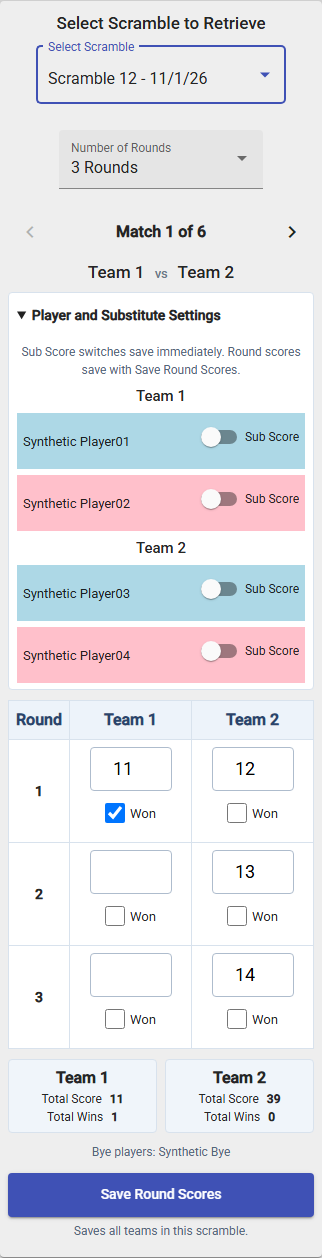 Select Scramble to Retrieve
Select Scramble
Scramble 12 - 11/1/26
Number of Rounds
3 Rounds
Match 1 of 6
Team 1 vs Team 2
Player and Substitute Settings
Sub Score switches save immediately. Round scores
save with Save Round Scores.
Team 1
Synthetic Player01 Sub Score
Synthetic Player02 Sub Score
Team 2
Synthetic Player03 Sub Score
Synthetic Player04 Sub Score
Round Team 1 Team 2
1 11 12
Won Won
2 13
Won Won
3 14
Won Won
Team 1 Team 2
Total Score 11 Total Score 39
Total Wins 1 Total Wins 0
Bye players: Synthetic Bye
Save Round Scores
Saves all teams in this scramble.